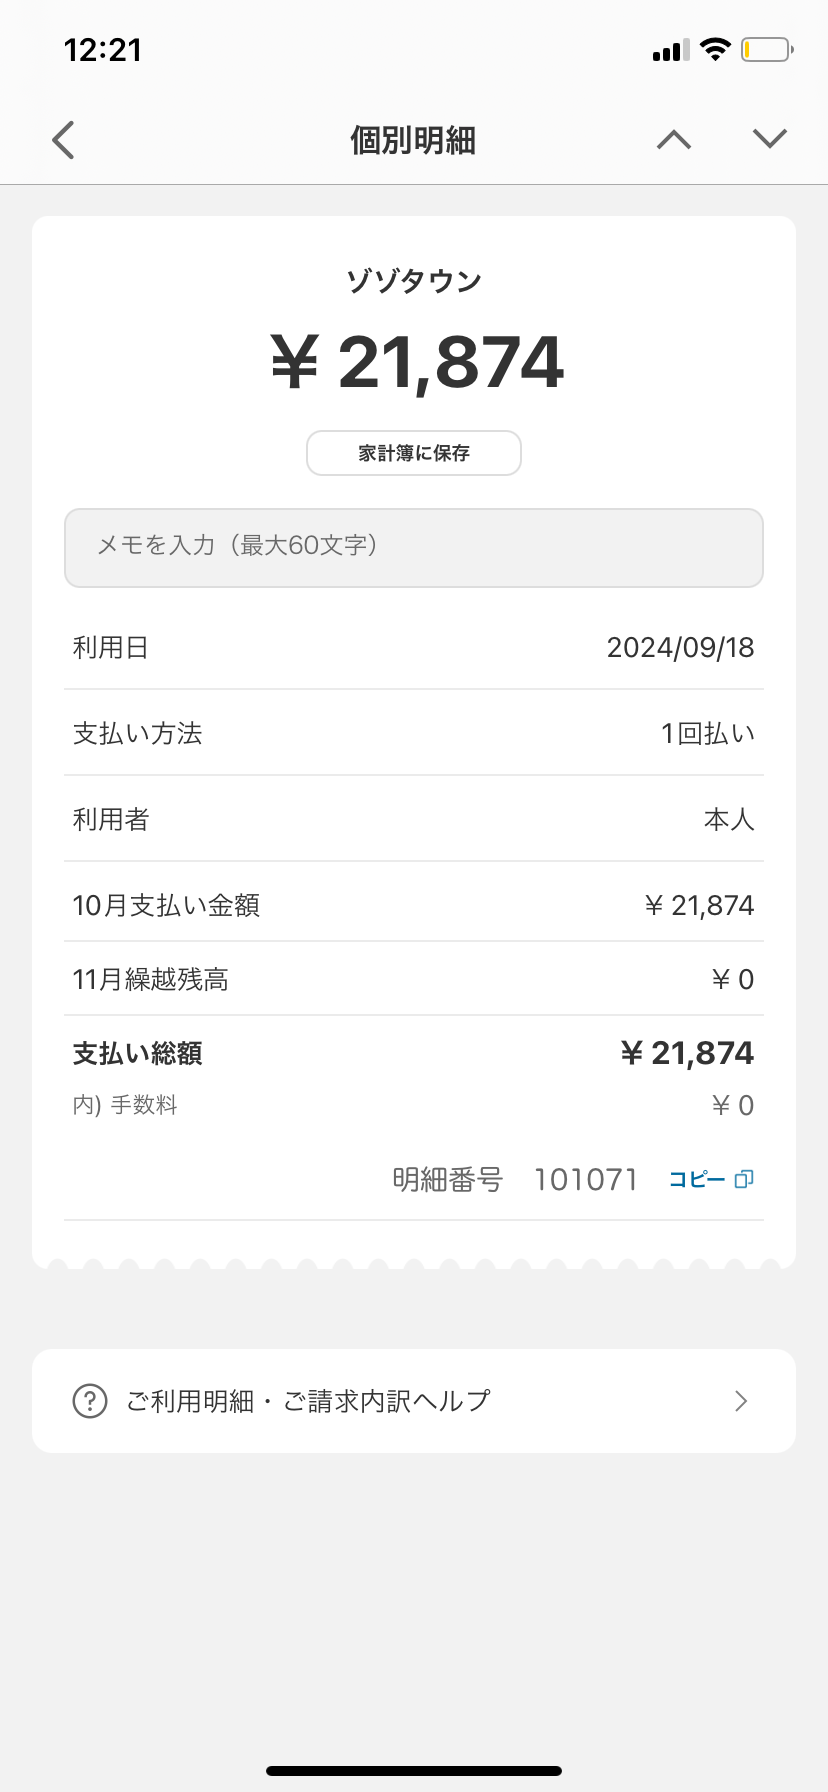 12:21
個別明細
ゾゾタウン
¥ 21,874
家計簿に保存
メモを入力（最大60文字）
利用日 2024/09/18
支払い方法 1回払い
利用者 本人
10月支払い金額 ¥ 21,874
11月繰越残高 ¥ 0
支払い総額 ¥ 21,874
内) 手数料 ¥ 0
明細番号 101071 コピー
? ご利用明細・ご請求内訳ヘルプ